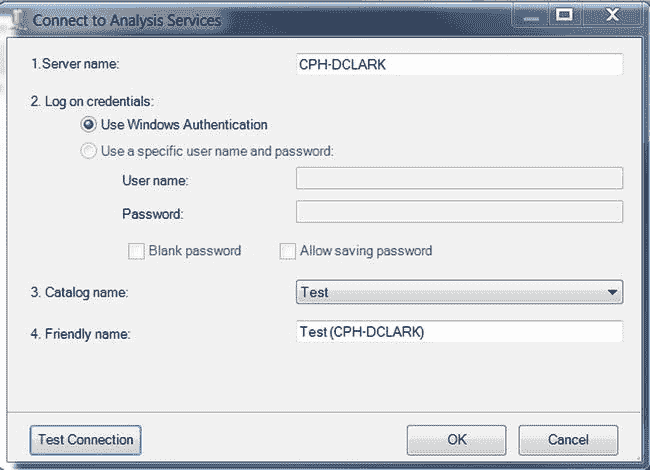 Connect to Analysis Services
1.Server name:
CPH-DCLARK
2. Log on credentials:
Use Windows Authentication
Use a specific user name and password:
User name:
Password:
Blank password
Allow saving password
3. Catalog name:
Test
4. Friendly name:
Test (CPH-DCLARK)
Test Connection
OK
Cancel